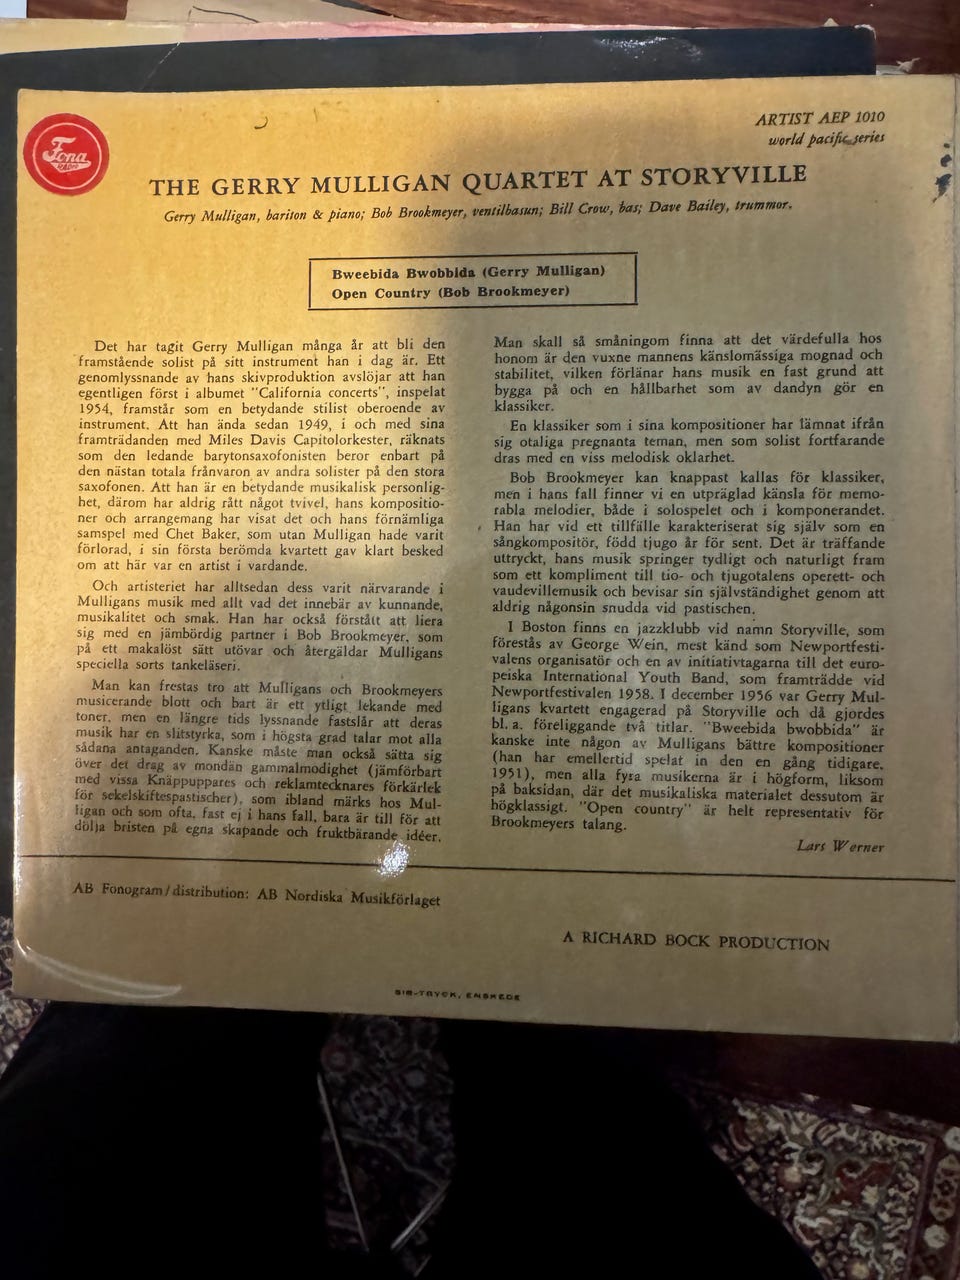 Fona
RADIO
ARTIST AEP 1010
world pacific series
THE GERRY MULLIGAN QUARTET AT STORYVILLE
Gerry Mulligan, bariton & piano; Bob Brookmeyer, ventilbasun; Bill Crow, bas; Dave Bailey, trummor.
Bweebida Bwobbida (Gerry Mulligan)
Open Country (Bob Brookmeyer)
Det har tagit Gerry Mulligan många år att bli den
framstående solist på sitt instrument han i dag är. Ett
genomlyssnande av hans skivproduktion avslöjar att han
egentligen först i albumet "California concerts", inspelat
1954, framstår som en betydande stilist oberoende av
instrument. Att han ända sedan 1949, i och med sina
framträdanden med Miles Davis Capitolorkester, räknats
som den ledande barytonsaxofonisten beror enbart på
den nästan totala frånvaron av andra solister på den stora
saxofonen. Att han är en betydande musikalisk personlig-
het, därom har aldrig rått något tvivel, hans kompositio-
ner och arrangemang har visat det och hans förnämliga
samspel med Chet Baker, som utan Mulligan hade varit
förlorad, i sin första berömda kvartett gav klart besked
om att här var en artist i vardande.
Och artisteriet har alltsedan dess varit närvarande i
Mulligans musik med allt vad det innebär av kunnande,
musikalitet och smak. Han har också förstått att liera
sig med en jämbördig partner i Bob Brookmeyer, som
på ett makalöst sätt utövar och återgäldar Mulligans
speciella sorts tankeläseri.
Man kan frestas tro att Mulligans och Brookmeyers
musicerande blott och bart är ett ytligt lekande med
toner, men en längre tids lyssnande fastslår att deras
musik har en slitstyrka, som i högsta grad talar mot alla
sådana antaganden. Kanske måste man också sätta sig
över det drag av mondän gammalmodighet (jämförbart
med vissa Knäppuppares och reklamtecknares förkärlek
för sekelskiftespastischer), som ibland märks hos Mul-
ligan och som ofta, fast ej i hans fall, bara är till för att
dölja bristen på egna skapande och fruktbärande idéer.
Man skall så småningom finna att det värdefulla hos
honom är den vuxne mannens känslomässiga mognad och
stabilitet, vilken förlänar hans musik en fast grund att
bygga på och en hållbarhet som av dandyn gör en
klassiker.
En klassiker som i sina kompositioner har lämnat ifrån
sig otaliga pregnanta teman, men som solist fortfarande
dras med en viss melodisk oklarhet.
Bob Brookmeyer kan knappast kallas för klassiker,
men i hans fall finner vi en utpräglad känsla för memo-
rabla melodier, både i solospelet och i komponerandet.
Han har vid ett tillfälle karakteriserat sig själv som en
sångkompositör, född tjugo år för sent. Det är träffande
uttryckt, hans musik springer tydligt och naturligt fram
som ett kompliment till tio- och tjugotalens operett- och
vaudevillemusik och bevisar sin självständighet genom att
aldrig någonsin snudda vid pastischen.
I Boston finns en jazzklubb vid namn Storyville, som
förestås av George Wein, mest känd som Newportfesti-
valens organisatör och en av initiativtagarna till det euro-
peiska International Youth Band, som framträdde vid
Newportfestivalen 1958. I december 1956 var Gerry Mul-
ligans kvartett engagerad på Storyville och då gjordes
bl. a. föreliggande två titlar. "Bweebida bwobbida" är
kanske inte någon av Mulligans bättre kompositioner
(han har emellertid spelat in den en gång tidigare,
1951), men alla fyra musikerna är i högform, liksom
på baksidan, där det musikaliska materialet dessutom är
högklassigt. "Open country" är helt representativ för
Brookmeyers talang.
Lars Werner
AB Fonogram/distribution: AB Nordiska Musikförlaget
A RICHARD BOCK PRODUCTION
SIB-TRYCK, ENSKEDE